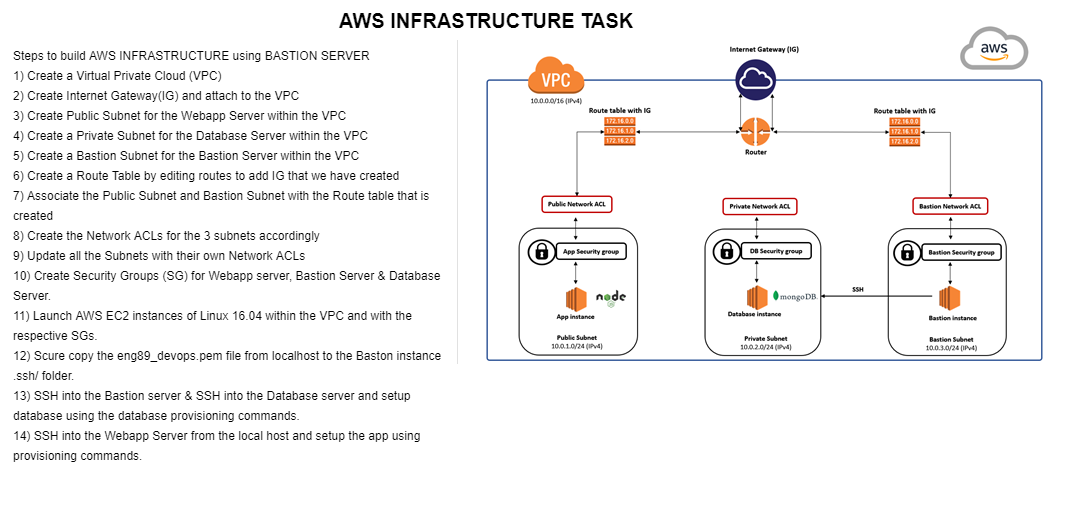 AWS INFRASTRUCTURE TASK
Steps to build AWS INFRASTRUCTURE using BASTION SERVER
1) Create a Virtual Private Cloud (VPC)
2) Create Internet Gateway(IG) and attach to the VPC
3) Create Public Subnet for the Webapp Server within the VPC
4) Create a Private Subnet for the Database Server within the VPC
5) Create a Bastion Subnet for the Bastion Server within the VPC
6) Create a Route Table by editing routes to add IG that we have created
7) Associate the Public Subnet and Bastion Subnet with the Route table that is
created
8) Create the Network ACLs for the 3 subnets accordingly
9) Update all the Subnets with their own Network ACLs
10) Create Security Groups (SG) for Webapp server, Bastion Server & Database
Server.
11) Launch AWS EC2 instances of Linux 16.04 within the VPC and with the
respective SGs.
12) Scure copy the eng89_devops.pem file from localhost to the Baston instance
.ssh/ folder.
13) SSH into the Bastion server & SSH into the Database server and setup
database using the database provisioning commands.
14) SSH into the Webapp Server from the local host and setup the app using
provisioning commands.
Internet Gateway (IG)
aws
VPC
10.0.0.0/16 (IPv4)
Route table with IG
172.16.0.0
172.16.1.0
172.16.2.0
Router
Route table with IG
172.16.0.0
172.16.1.0
172.16.2.0
Public Network ACL
Private Network ACL
Bastion Network ACL
App Security group
DB Security group
Bastion Security group
node
mongoDB.
SSH
App instance
Database instance
Bastion instance
Public Subnet
10.0.1.0/24 (IPv4)
Private Subnet
10.0.2.0/24 (IPv4)
Bastion Subnet
10.0.3.0/24 (IPv4)